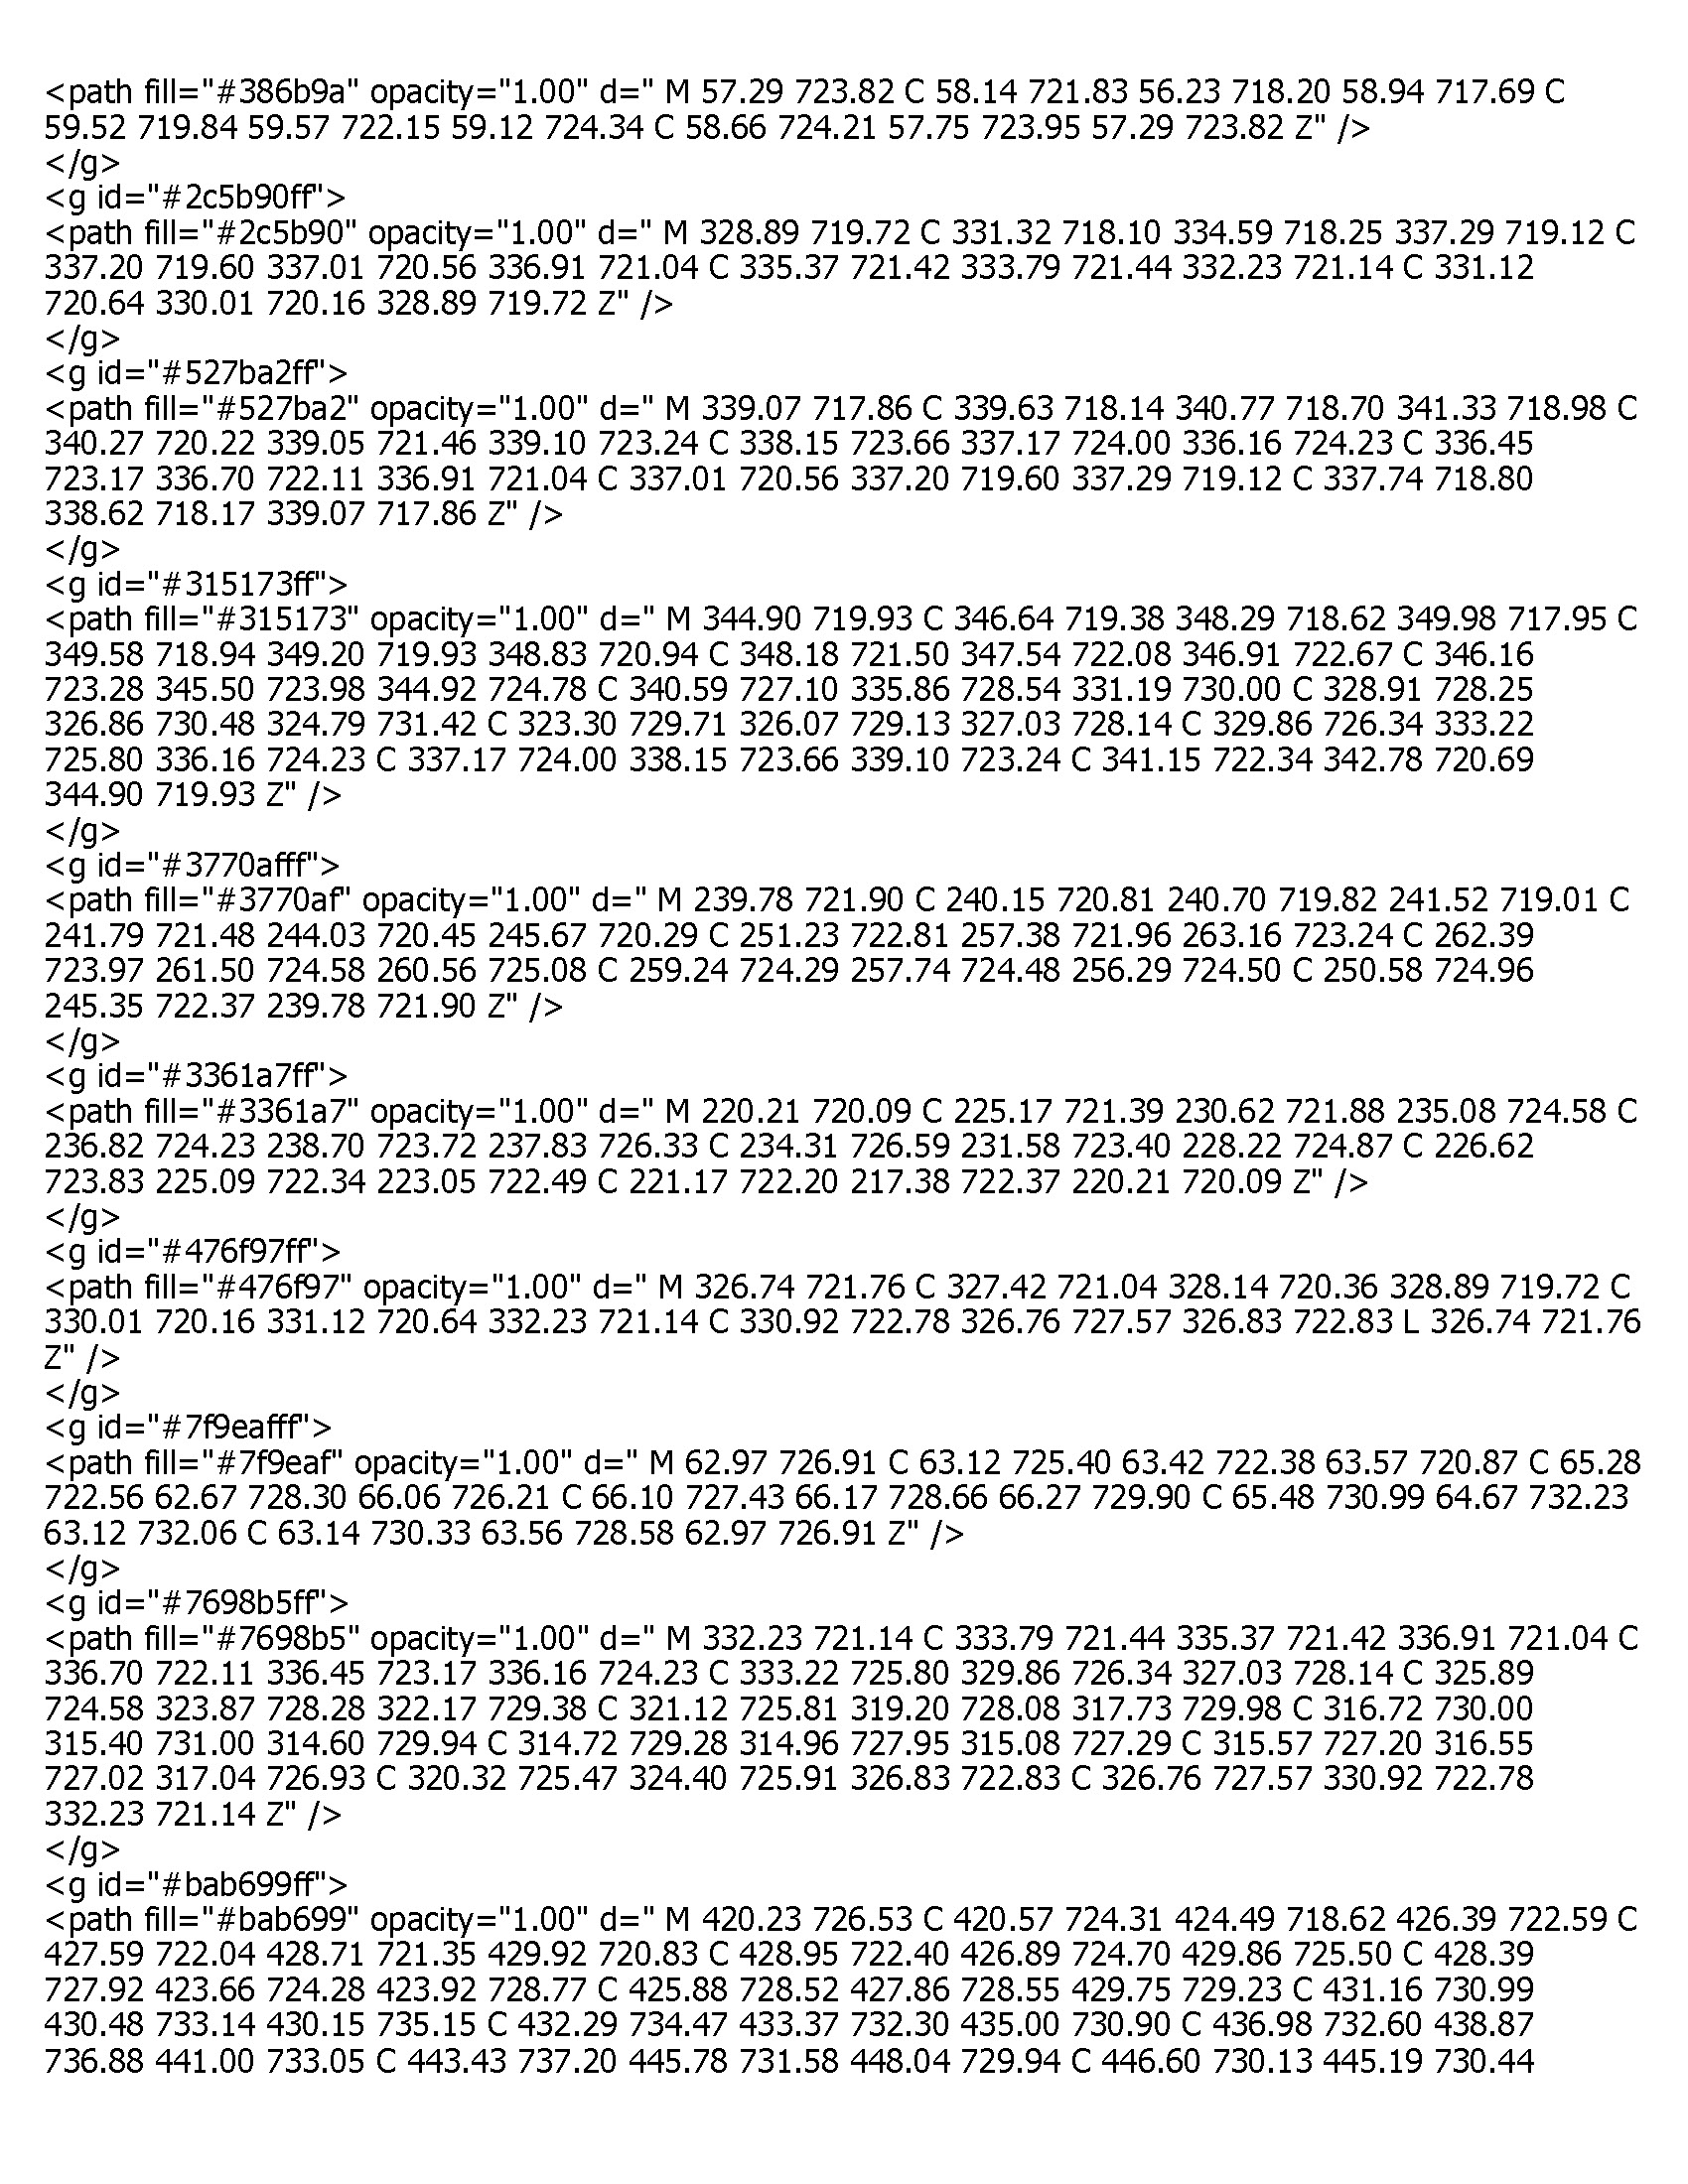 <path fill="#386b9a" opacity="1.00" d=" M 57.29 723.82 C 58.14 721.83 56.23 718.20 58.94 717.69 C
59.52 719.84 59.57 722.15 59.12 724.34 C 58.66 724.21 57.75 723.95 57.29 723.82 Z" />
</g>
<g id="#2c5b90ff">
<path fill="#2c5b90" opacity="1.00" d=" M 328.89 719.72 C 331.32 718.10 334.59 718.25 337.29 719.12 C
337.20 719.60 337.01 720.56 336.91 721.04 C 335.37 721.42 333.79 721.44 332.23 721.14 C 331.12
720.64 330.01 720.16 328.89 719.72 Z" />
</g>
<g id="#527ba2ff">
<path fill="#527ba2" opacity="1.00" d=" M 339.07 717.86 C 339.63 718.14 340.77 718.70 341.33 718.98 C
340.27 720.22 339.05 721.46 339.10 723.24 C 338.15 723.66 337.17 724.00 336.16 724.23 C 336.45
723.17 336.70 722.11 336.91 721.04 C 337.01 720.56 337.20 719.60 337.29 719.12 C 337.74 718.80
338.62 718.17 339.07 717.86 Z" />
</g>
<g id="#315173ff">
<path fill="#315173" opacity="1.00" d=" M 344.90 719.93 C 346.64 719.38 348.29 718.62 349.98 717.95 C
349.58 718.94 349.20 719.93 348.83 720.94 C 348.18 721.50 347.54 722.08 346.91 722.67 C 346.16
723.28 345.50 723.98 344.92 724.78 C 340.59 727.10 335.86 728.54 331.19 730.00 C 328.91 728.25
326.86 730.48 324.79 731.42 C 323.30 729.71 326.07 729.13 327.03 728.14 C 329.86 726.34 333.22
725.80 336.16 724.23 C 337.17 724.00 338.15 723.66 339.10 723.24 C 341.15 722.34 342.78 720.69
344.90 719.93 Z" />
</g>
<g id="#3770afff">
<path fill="#3770af" opacity="1.00" d=" M 239.78 721.90 C 240.15 720.81 240.70 719.82 241.52 719.01 C
241.79 721.48 244.03 720.45 245.67 720.29 C 251.23 722.81 257.38 721.96 263.16 723.24 C 262.39
723.97 261.50 724.58 260.56 725.08 C 259.24 724.29 257.74 724.48 256.29 724.50 C 250.58 724.96
245.35 722.37 239.78 721.90 Z" />
</g>
<g id="#3361a7ff">
<path fill="#3361a7" opacity="1.00" d=" M 220.21 720.09 C 225.17 721.39 230.62 721.88 235.08 724.58 C
236.82 724.23 238.70 723.72 237.83 726.33 C 234.31 726.59 231.58 723.40 228.22 724.87 C 226.62
723.83 225.09 722.34 223.05 722.49 C 221.17 722.20 217.38 722.37 220.21 720.09 Z" />
</g>
<g id="#476f97ff">
<path fill="#476f97" opacity="1.00" d=" M 326.74 721.76 C 327.42 721.04 328.14 720.36 328.89 719.72 C
330.01 720.16 331.12 720.64 332.23 721.14 C 330.92 722.78 326.76 727.57 326.83 722.83 L 326.74 721.76
Z" />
</g>
<g id="#7f9eafff">
<path fill="#7f9eaf" opacity="1.00" d=" M 62.97 726.91 C 63.12 725.40 63.42 722.38 63.57 720.87 C 65.28
722.56 62.67 728.30 66.06 726.21 C 66.10 727.43 66.17 728.66 66.27 729.90 C 65.48 730.99 64.67 732.23
63.12 732.06 C 63.14 730.33 63.56 728.58 62.97 726.91 Z" />
</g>
<g id="#7698b5ff">
<path fill="#7698b5" opacity="1.00" d=" M 332.23 721.14 C 333.79 721.44 335.37 721.42 336.91 721.04 C
336.70 722.11 336.45 723.17 336.16 724.23 C 333.22 725.80 329.86 726.34 327.03 728.14 C 325.89
724.58 323.87 728.28 322.17 729.38 C 321.12 725.81 319.20 728.08 317.73 729.98 C 316.72 730.00
315.40 731.00 314.60 729.94 C 314.72 729.28 314.96 727.95 315.08 727.29 C 315.57 727.20 316.55
727.02 317.04 726.93 C 320.32 725.47 324.40 725.91 326.83 722.83 C 326.76 727.57 330.92 722.78
332.23 721.14 Z" />
</g>
<g id="#bab699ff">
<path fill="#bab699" opacity="1.00" d=" M 420.23 726.53 C 420.57 724.31 424.49 718.62 426.39 722.59 C
427.59 722.04 428.71 721.35 429.92 720.83 C 428.95 722.40 426.89 724.70 429.86 725.50 C 428.39
727.92 423.66 724.28 423.92 728.77 C 425.88 728.52 427.86 728.55 429.75 729.23 C 431.16 730.99
430.48 733.14 430.15 735.15 C 432.29 734.47 433.37 732.30 435.00 730.90 C 436.98 732.60 438.87
736.88 441.00 733.05 C 443.43 737.20 445.78 731.58 448.04 729.94 C 446.60 730.13 445.19 730.44